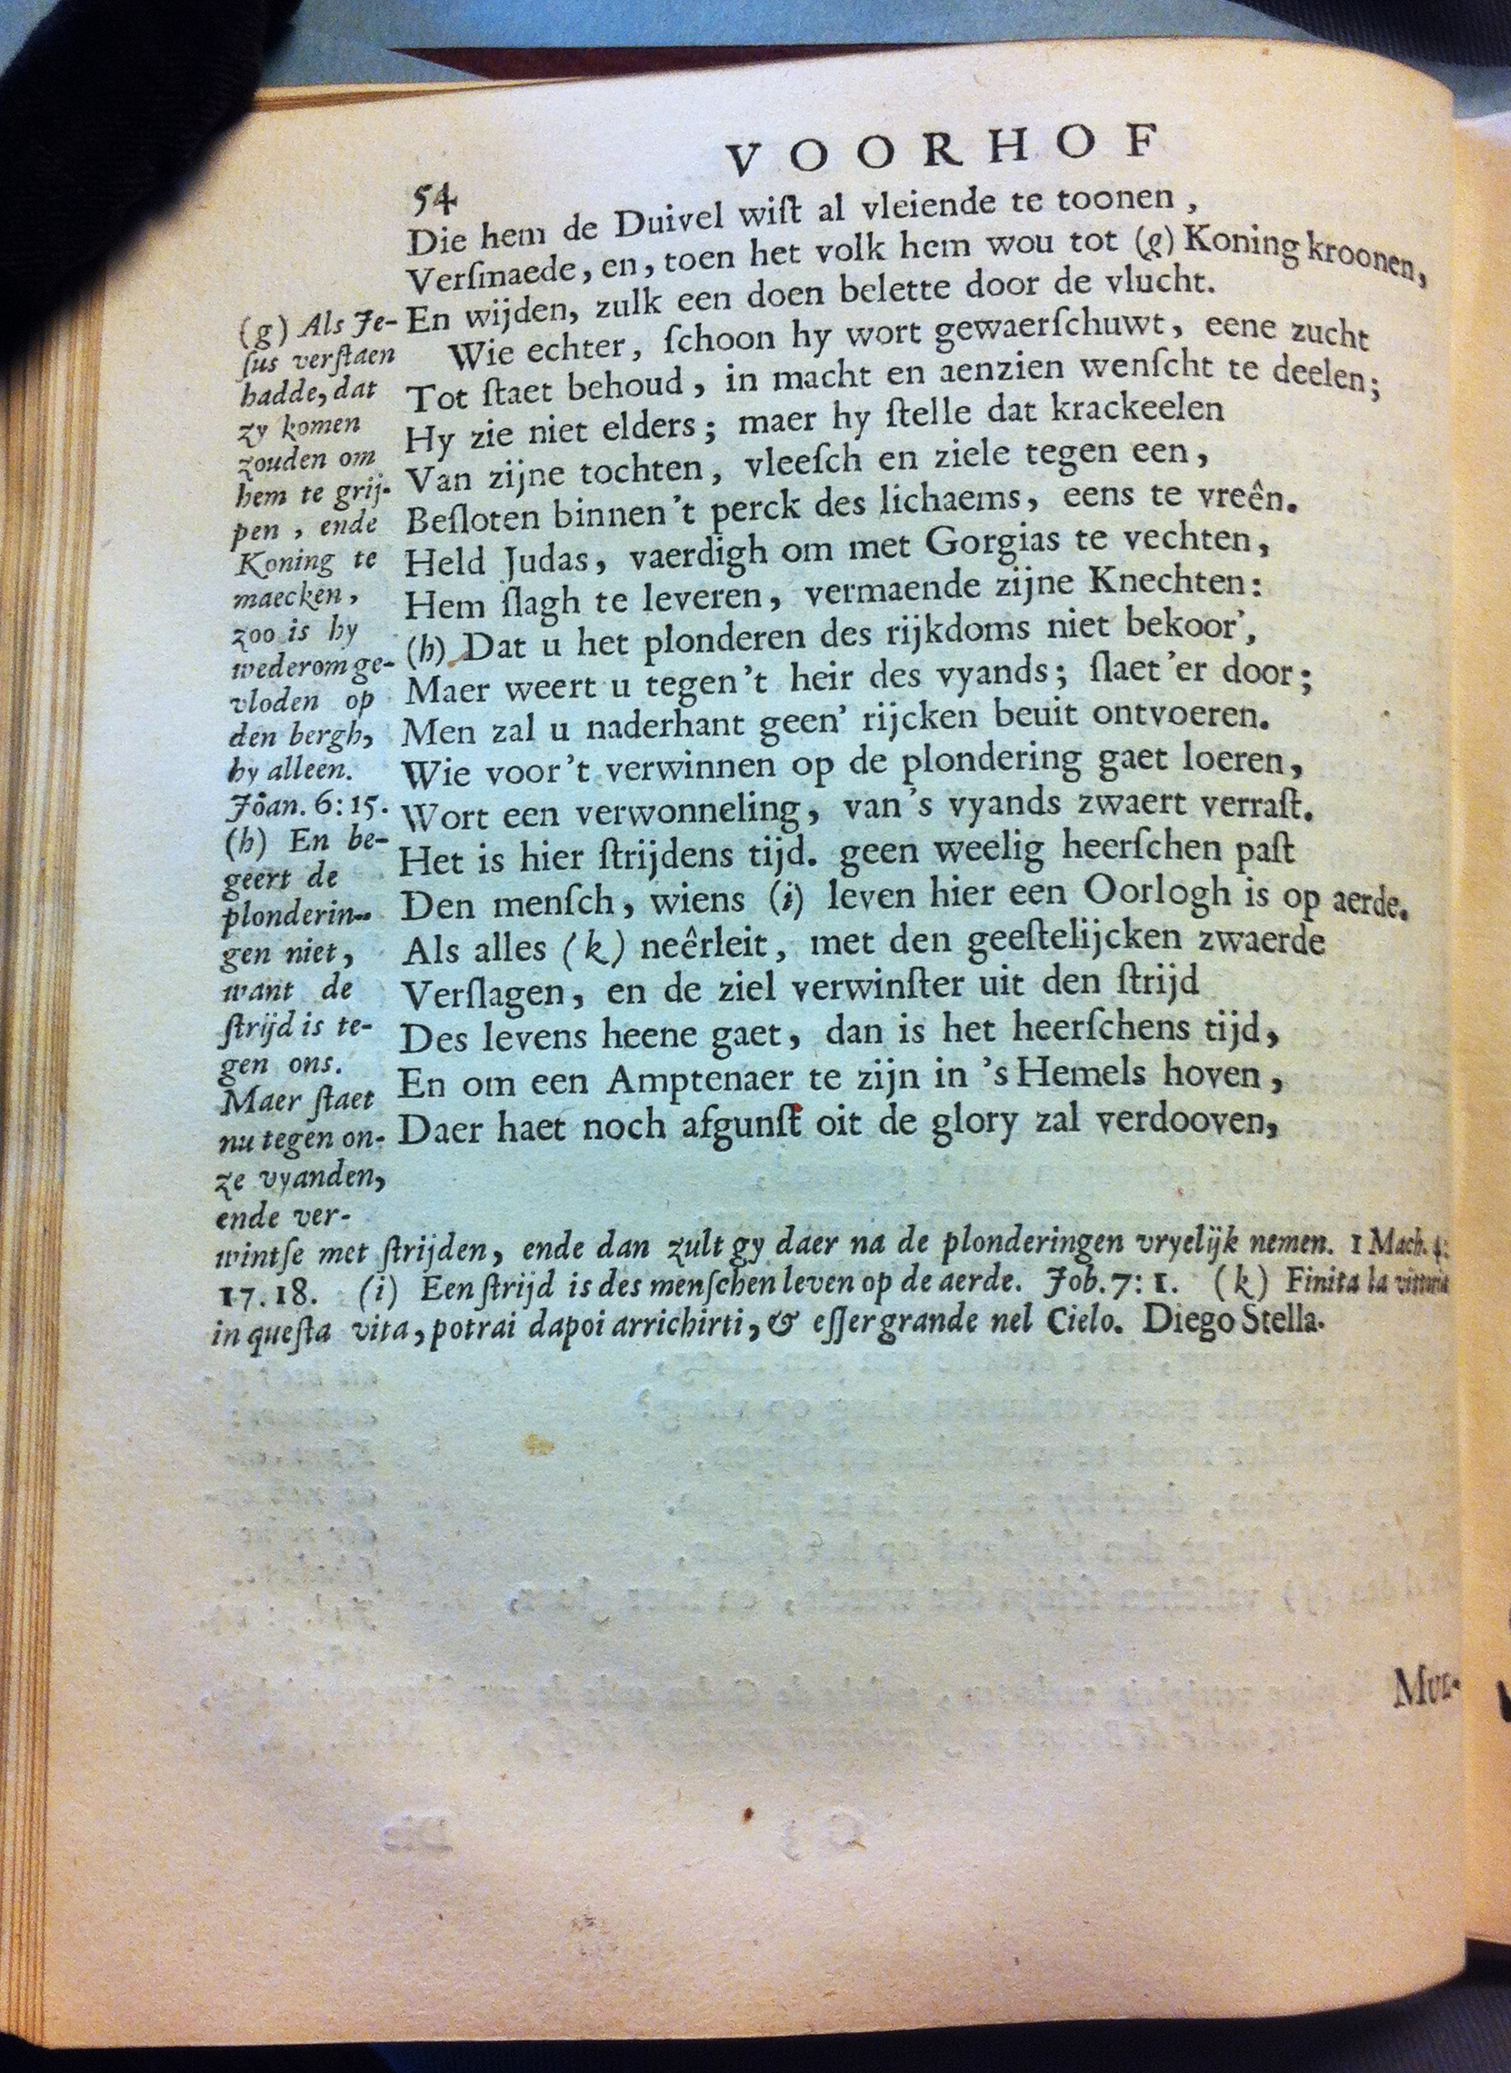 VOORHOF
54
Die hem de Duivel wiſt al vleiende te toonen,
Verſmaede, en, toen het volk hem wou tot (g) Koning kroonen,
En wijden, zulk een doen belette door de vlucht.
Wie echter, ſchoon hy wort gewaerſchuwt, eene zucht
Tot ſtaet behoud, in macht en aenzien wenſcht te deelen;
Hy zie niet elders; maer hy ſtelle dat krackeelen
Van zijne tochten, vleeſch en ziele tegen een,
Beſloten binnen't perck des lichaems, eens te vreên.
Held Judas, vaerdigh om met Gorgias te vechten,
Hem ſlagh te leveren, vermaende zijne Knechten:
(h) Dat u het plonderen des rijkdoms niet bekoor',
Maer weert u tegen't heir des vyands; ſlaet'er door;
Men zal u naderhant geen' rijcken beuit ontvoeren.
Wie voor't verwinnen op de plondering gaet loeren,
Wort een verwonneling, van's vyands zwaert verraſt.
Het is hier ſtrijdens tijd. geen weelig heerſchen paſt
Den menſch, wiens (i) leven hier een Oorlogh is op aerde.
Als alles (k) neêrleit, met den geeſtelijcken zwaerde
Verſlagen, en de ziel verwinſter uit den ſtrijd
Des levens heene gaet, dan is het heerſchens tijd,
En om een Amptenaer te zijn in 's Hemels hoven,
Daer haet noch afgunſt oit de glory zal verdooven,
(g) Als Je-
ſus verſtaen
hadde, dat
zy komen
zouden om
hem te grij-
pen, ende
Koning te
maecken,
zoo is hy
wederom ge-
vloden op
den bergh,
hy alleen.
Joan. 6:15.
(h) En be-
geert de
plonderin-
gen niet,
want de
ſtrijd is te-
gen ons.
Maer ſtaet
nu tegen on-
ze vyanden,
ende ver-
wintſe met ſtrijden, ende dan zult gy daer na de plonderingen vryelijk nemen. 1 Mach. 4:
17.18. (i) Een ſtrijd is des menſchen leven op de aerde. Job. 7:1. (k) Finita la vittoria
in queſta vita, potrai dapoi arrichirti, & eſſer grande nel Cielo. Diego Stella.